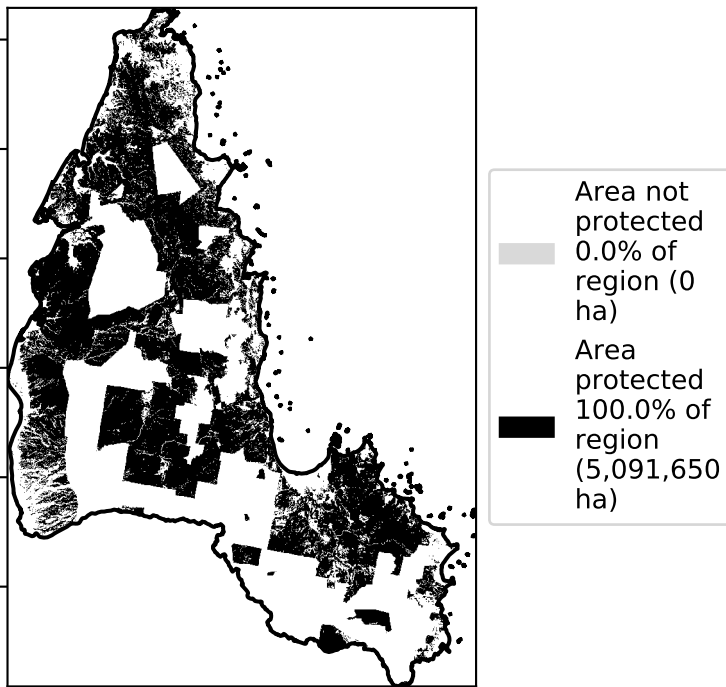 Area not
protected
0.0% of
region (0
ha)
Area
protected
100.0% of
region
(5,091,650
ha)